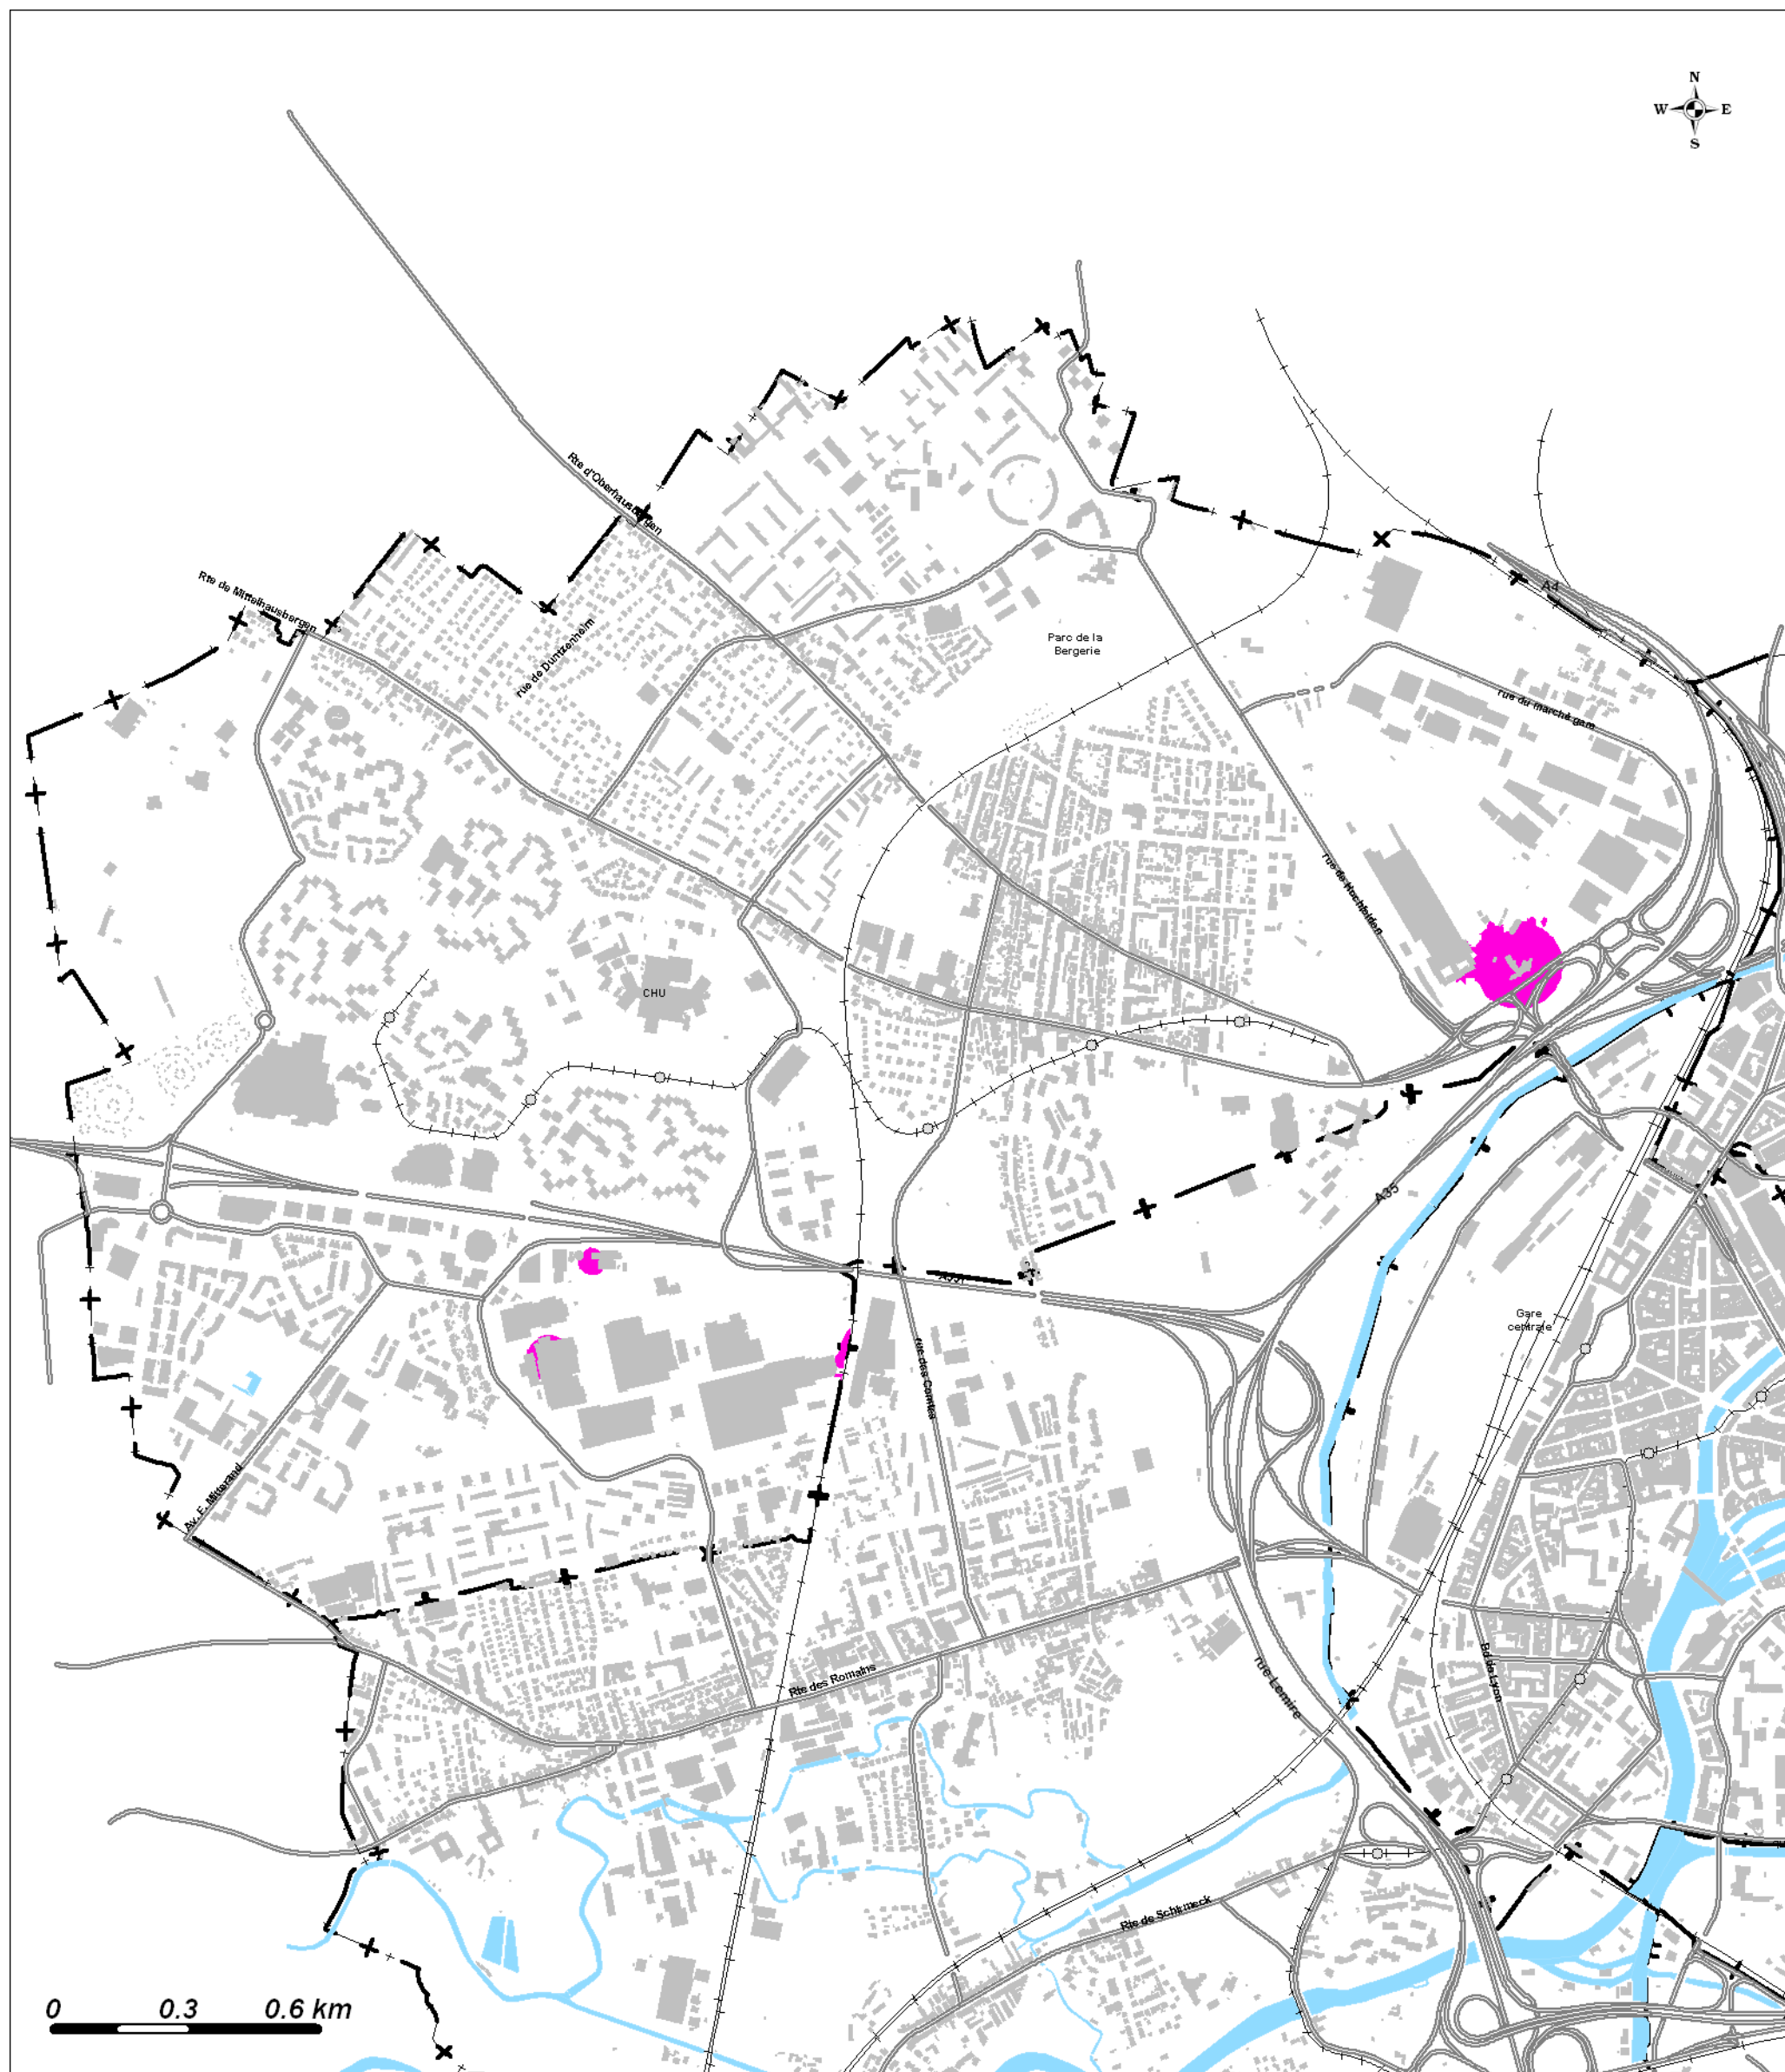 N
W E
S
Rte d'Oberhausbergen
A4
Rte de Mittelhausbergen
rue de Duntzenheim
Parc de la
Bergerie
rue du marché gare
rue de Hochfelden
CHU
A35
A351
Gare
centrale
rue des Comtes
Av. F. Mitterand
Rte des Romains
rue Lemire
Bd de Lyon
Rte de Schirmeck
0 0.3 0.6 km